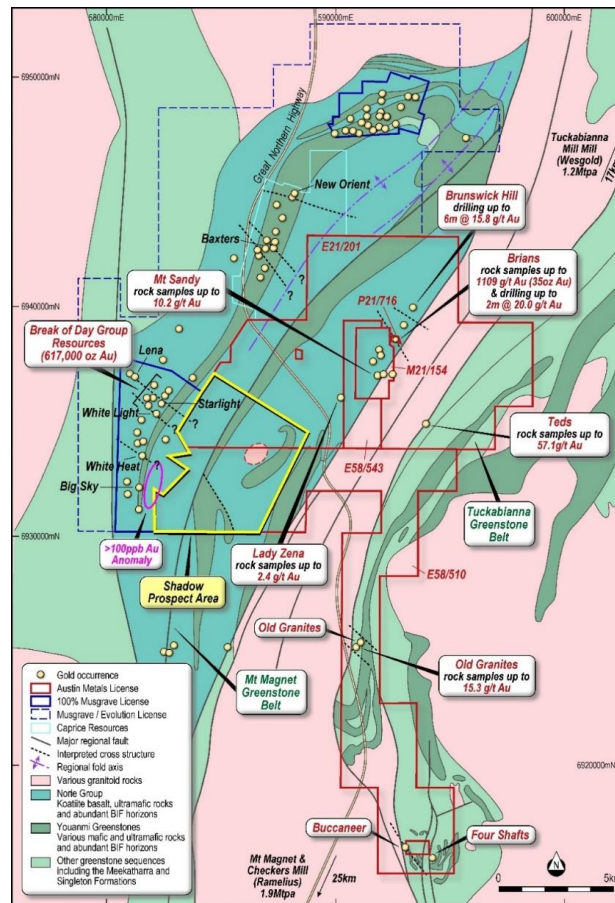 580000mE
590000mE
600000mE
6950000mN
Great Northern Highway
Tuckabianna
Mill Mill
(Wesgold)
1.2Mtpa
17km
New Orient
Brunswick Hill
drilling up to
6m @ 15.8 g/t Au
Baxters
E21/201
Mt Sandy
rock samples up to
10.2 g/t Au
Brians
rock samples up to
1109 g/t Au (35oz Au)
& drilling up to
2m @ 20.0 g/t Au
?
?
6940000mN
P21/716
Break of Day Group
Resources
(617,000 oz Au)
Lena
M21/154
White Light
Starlight
?
?
Teds
rock samples up to
57.1g/t Au
White Heat
?
E58/543
Big Sky
Tuckabianna
Greenstone
Belt
6930000mN
>100ppb Au
Anomaly
Lady Zena
rock samples up to
2.4 g/t Au
E58/510
Shadow
Prospect Area
Old Granites
Old Granites
rock samples up to
15.3 g/t Au
Mt Magnet
Greenstone
Belt
Gold occurrence
Austin Metals License
100% Musgrave License
Musgrave / Evolution License
Caprice Resources
Major regional fault
Interpreted cross structure
Regional fold axis
Various granitoid rocks
Norie Group
Koatiite basalt, ultramafic rocks
and abundant BIF horizons
Youanmi Greenstones
Various mafic and ultramafic rocks
and abundant BIF horizons
Other greenstone sequences
including the Meekatharra and
Singleton Formations
6920000mN
Buccaneer
Four Shafts
Mt Magnet &
Checkers Mill
(Ramelius)
1.9Mtpa
25km
N
0
5km